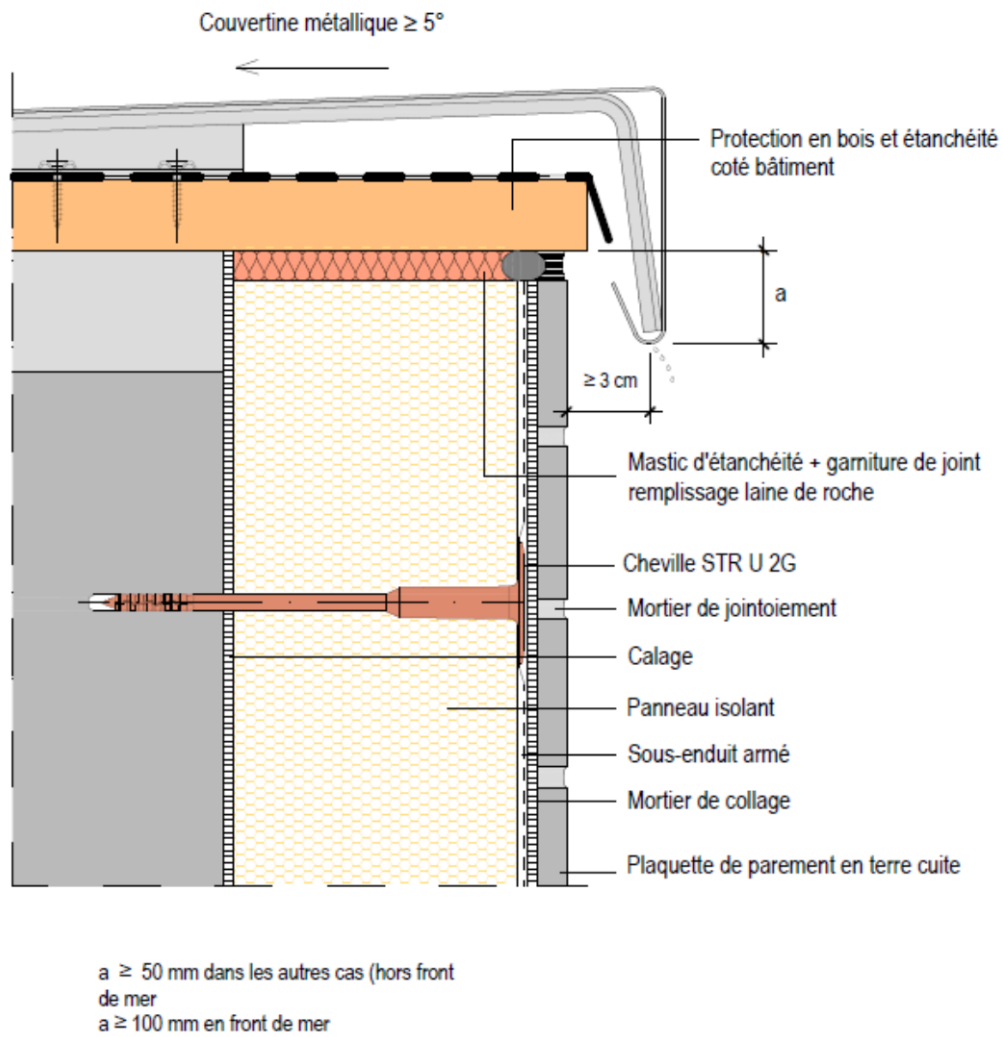 Couvertine métallique ≥ 5°
Protection en bois et étanchéité
coté bâtiment
a
≥ 3 cm
Mastic d'étanchéité + garniture de joint
remplissage laine de roche
Cheville STR U 2G
Mortier de jointoiement
Calage
Panneau isolant
Sous-enduit armé
Mortier de collage
Plaquette de parement en terre cuite
a ≥ 50 mm dans les autres cas (hors front
de mer
a ≥ 100 mm en front de mer